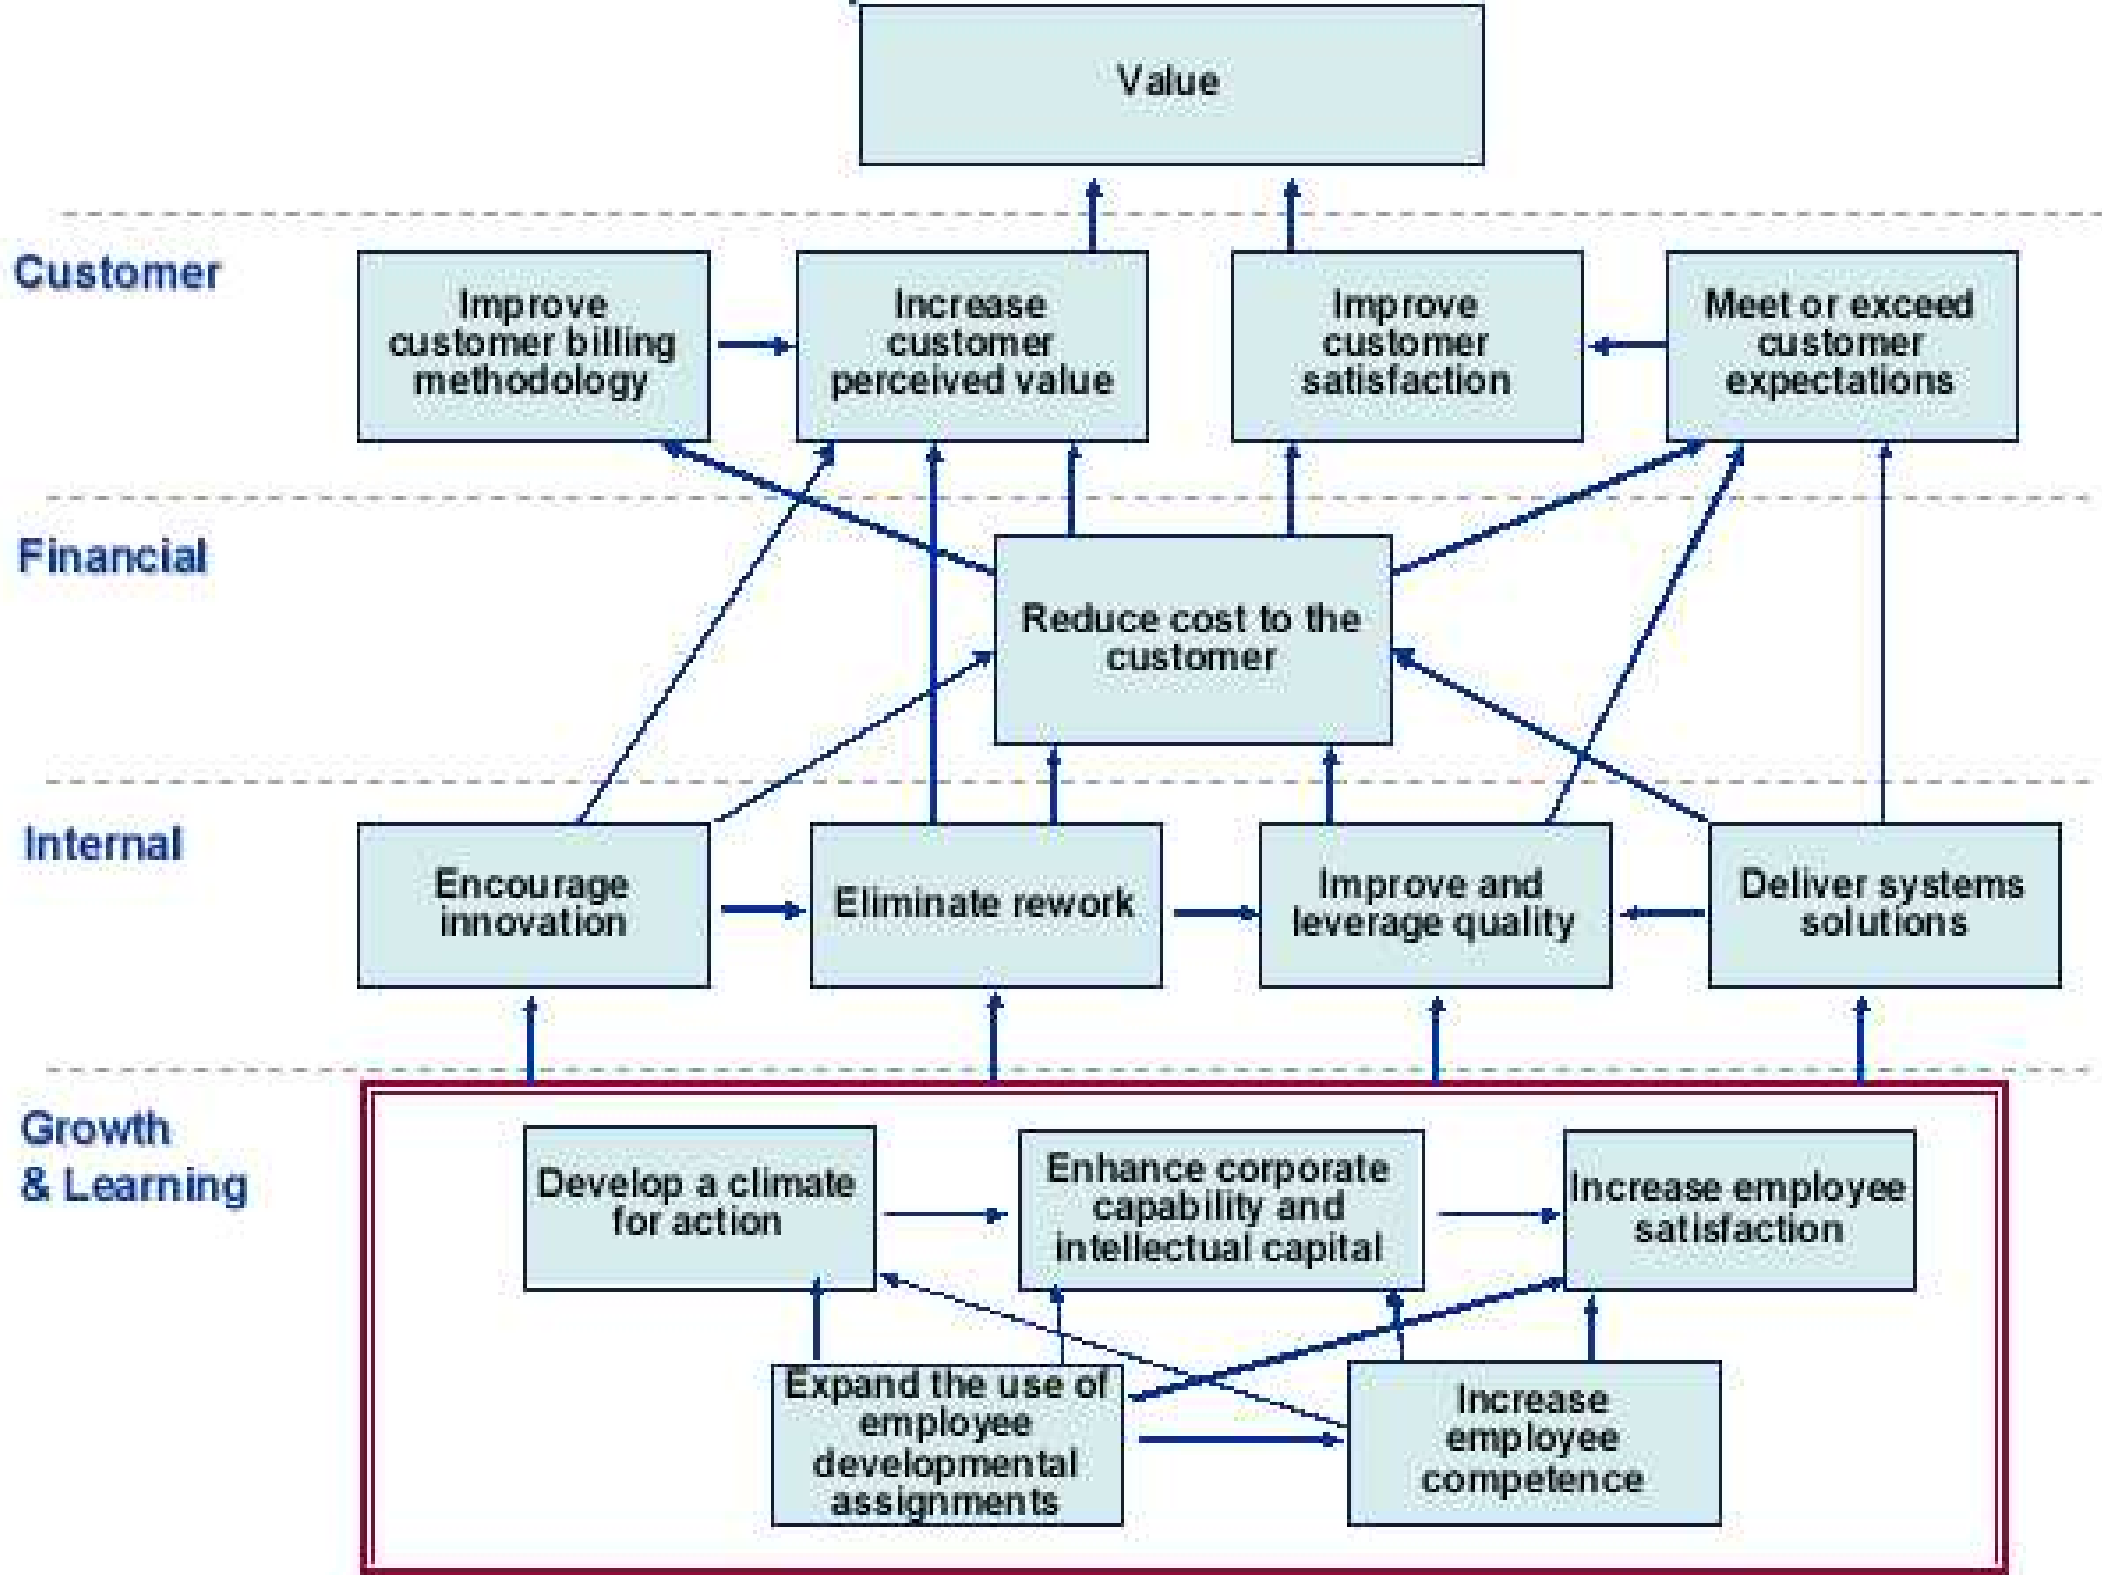 Value
Customer
Improve
customer billing
methodology
Increase
customer
perceived value
Improve
customer
satisfaction
Meet or exceed
customer
expectations
Financial
Reduce cost to the
customer
Internal
Encourage
innovation
Eliminate rework
Improve and
leverage quality
Deliver systems
solutions
Growth
& Learning
Develop a climate
for action
Enhance corporate
capability and
intellectual capital
Increase employee
satisfaction
Expand the use of
employee
developmental
assignments
Increase
employee
competence